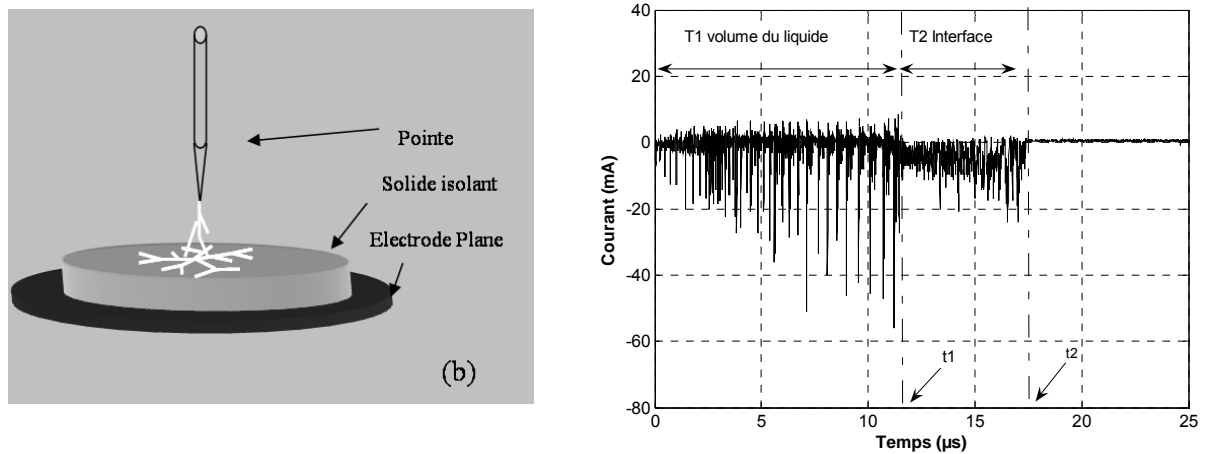 Pointe
Solide isolant
Electrode Plane
(b)
40
20
0
-20
-40
-60
-80
Courant (mA)
T1 volume du liquide
T2 Interface
t1
t2
0 5 10 15 20 25
Temps (µs)